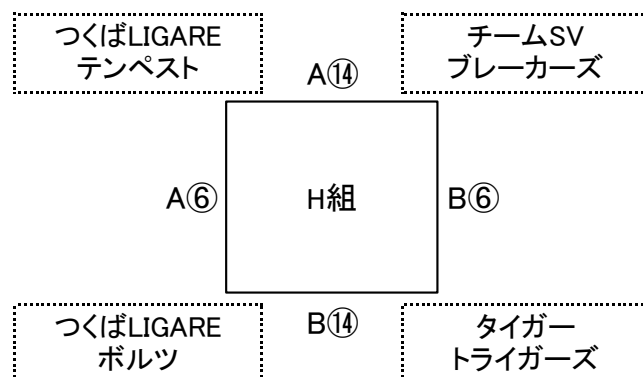 つくばLIGARE
テンペスト
チームSV
ブレーカーズ
A⑭
A⑥
H組
B⑥
つくばLIGARE
ボルツ
B⑭
タイガー
トライガーズ